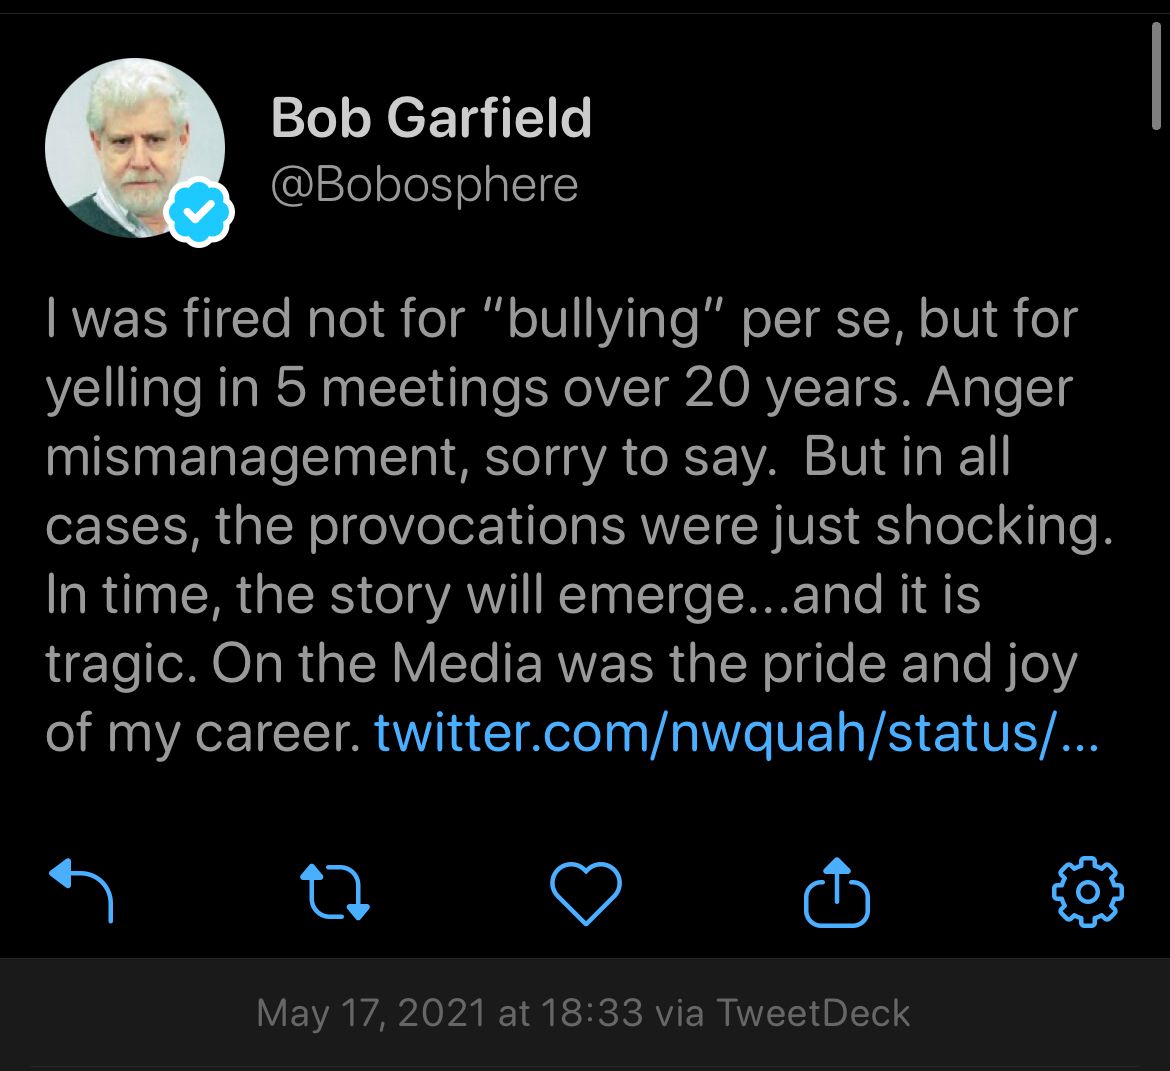 Bob Garfield
@Bobosphere
I was fired not for “bullying” per se, but for
yelling in 5 meetings over 20 years. Anger
mismanagement, sorry to say.  But in all
cases, the provocations were just shocking.
In time, the story will emerge...and it is
tragic. On the Media was the pride and joy
of my career. twitter.com/nwquah/status/...
May 17, 2021 at 18:33 via TweetDeck